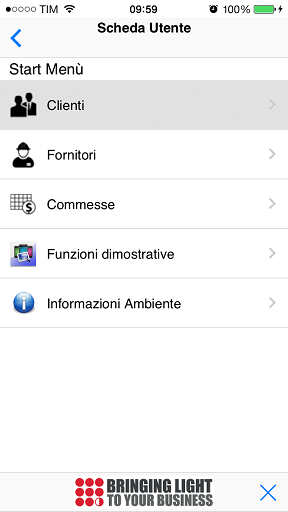 TIM 09:59 100%
Scheda Utente
Start Menù
Clienti
Fornitori
Commesse
Funzioni dimostrative
Informazioni Ambiente
BRINGING LIGHT
TO YOUR BUSINESS